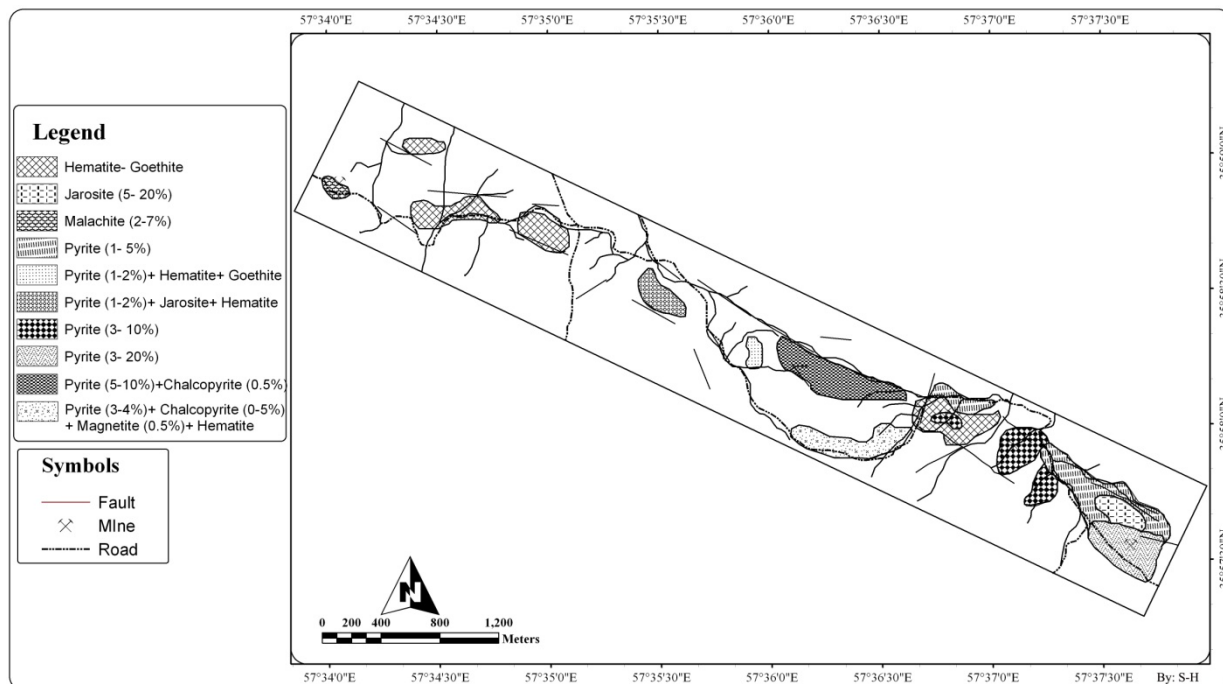 57°34'0"E 57°34'30"E 57°35'0"E 57°35'30"E 57°36'0"E 57°36'30"E 57°37'0"E 57°37'30"E
Legend
Hematite- Goethite
Jarosite (5- 20%)
Malachite (2-7%)
Pyrite (1- 5%)
Pyrite (1-2%)+ Hematite+ Goethite
Pyrite (1-2%)+ Jarosite+ Hematite
Pyrite (3- 10%)
Pyrite (3- 20%)
Pyrite (5-10%)+Chalcopyrite (0.5%)
Pyrite (3-4%)+ Chalcopyrite (0-5%)
+ Magnetite (0.5%)+ Hematite
Symbols
Fault
MIne
Road
N
0 200 400 800 1,200
Meters
57°34'0"E 57°34'30"E 57°35'0"E 57°35'30"E 57°36'0"E 57°36'30"E 57°37'0"E 57°37'30"E
By: S-H